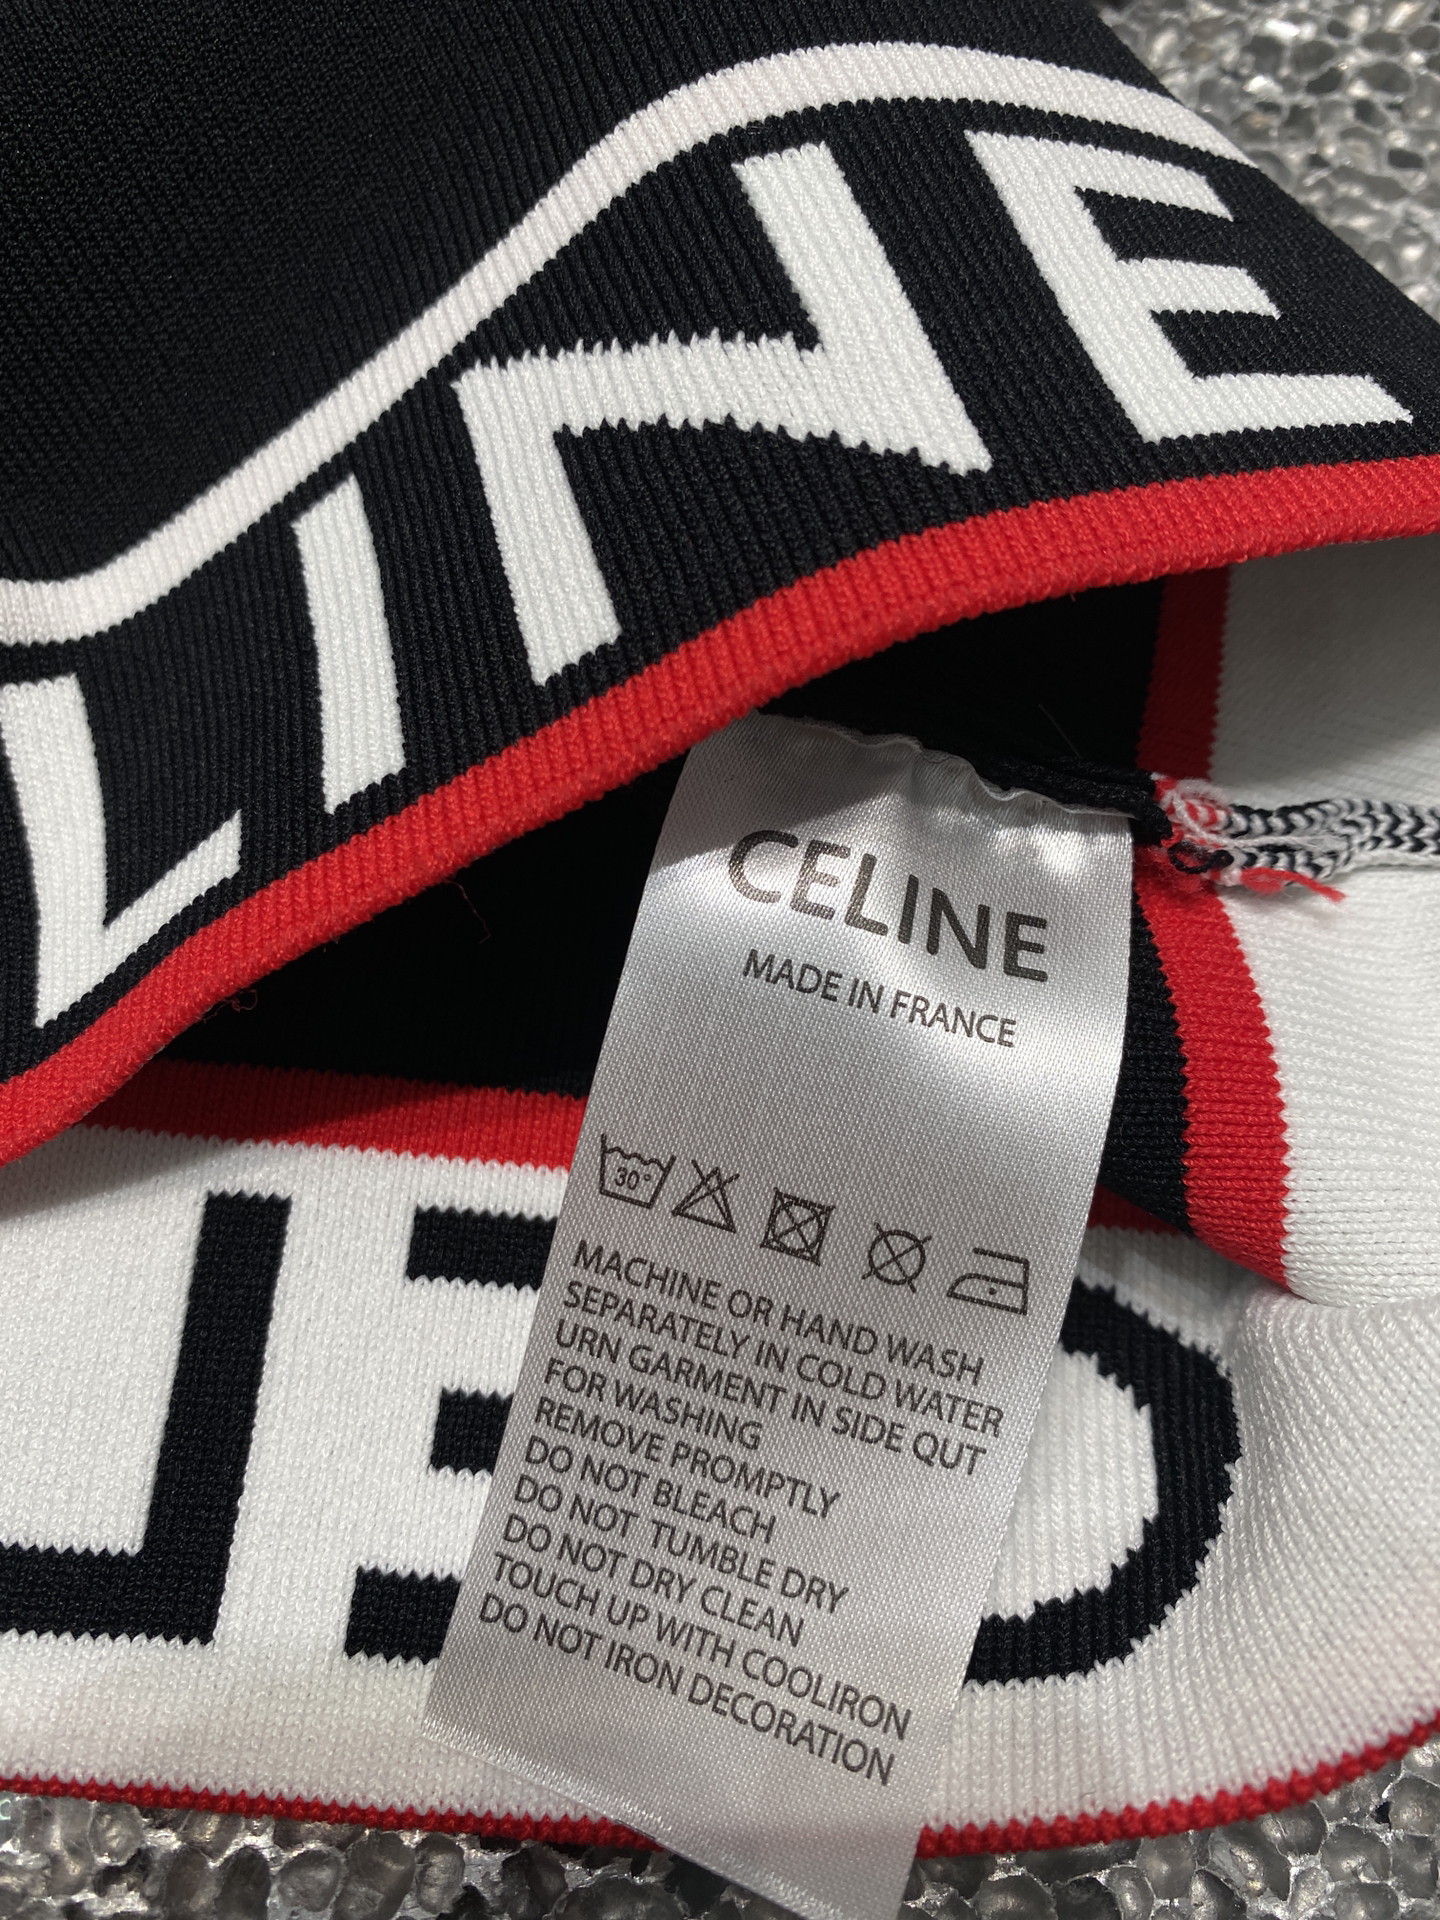 LINE
CELINE
MADE IN FRANCE
30°
MACHINE OR HAND WASH
SEPARATELY IN COLD WATER
URN GARMENT IN SIDE QUT
FOR WASHING
REMOVE PROMPTLY
DO NOT BLEACH
DO NOT TUMBLE DRY
DO NOT DRY CLEAN
TOUCH UP WITH COOLIRON
DO NOT IRON DECORATION